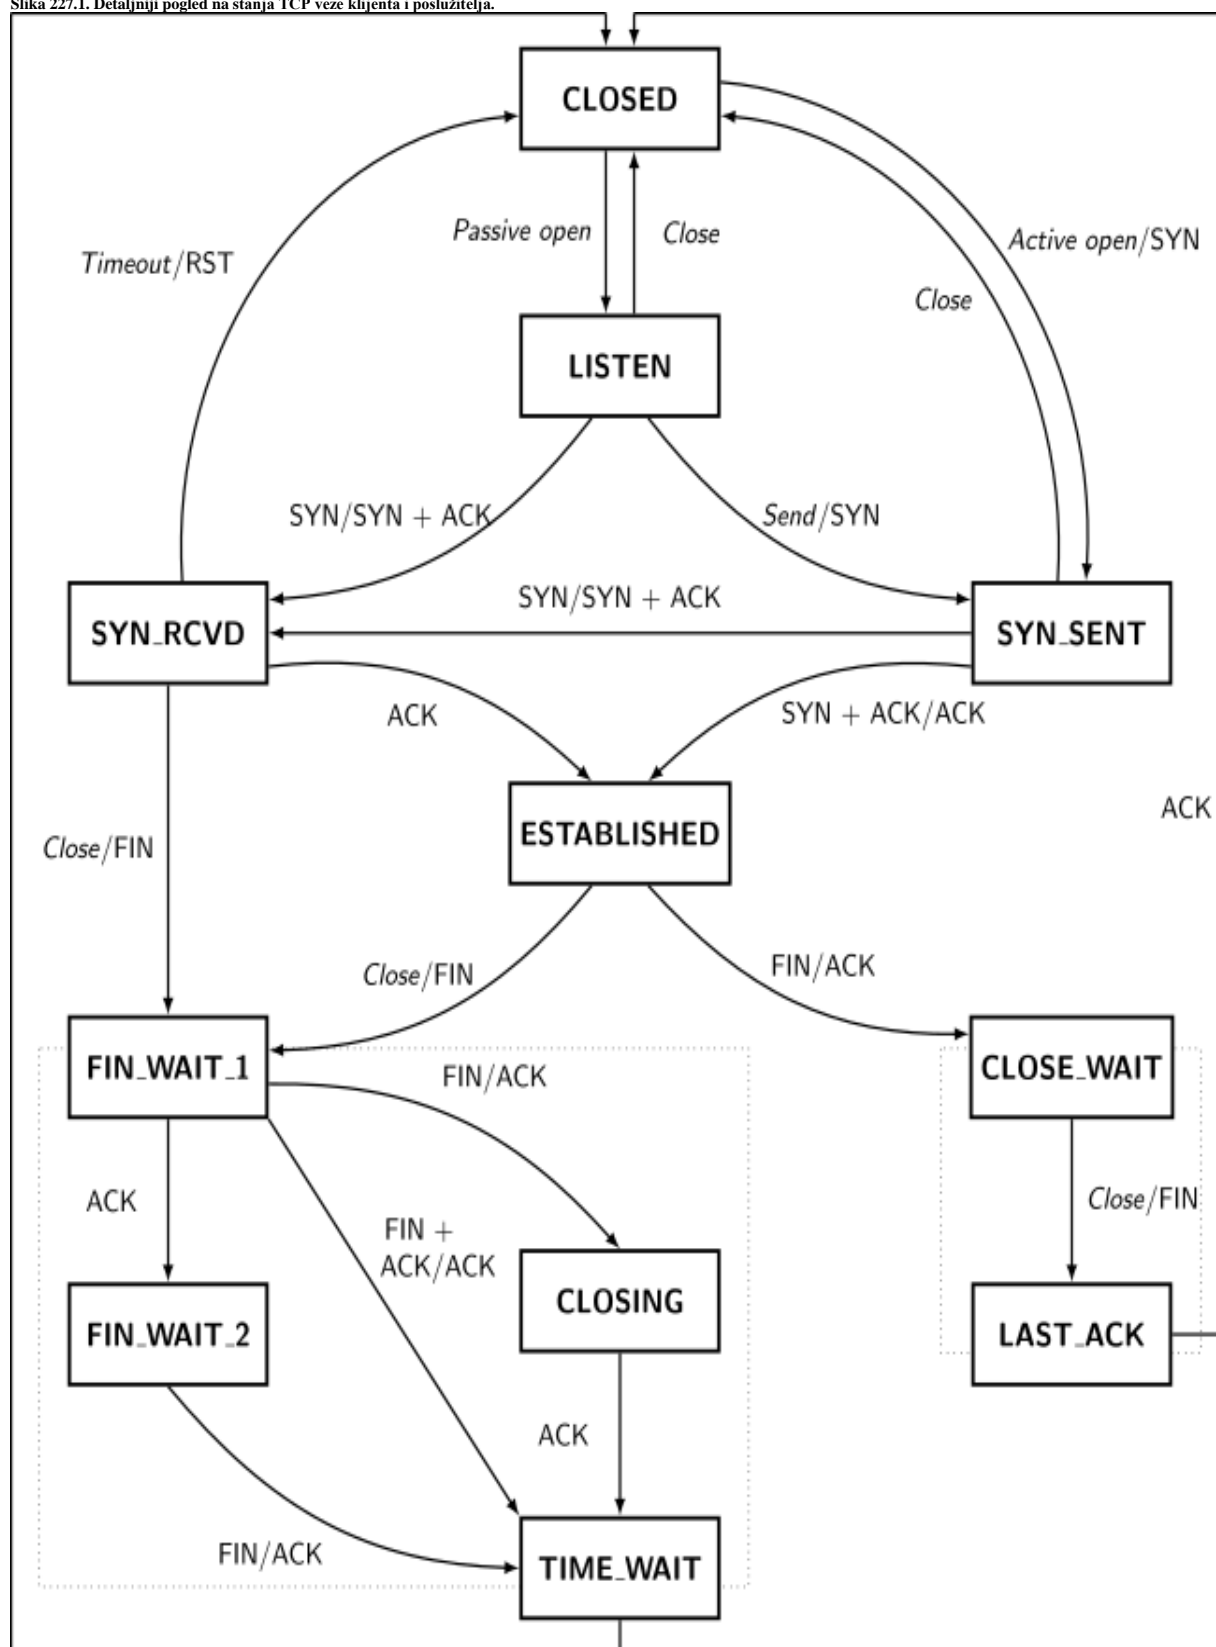 Slika 227.1. Detaljniji pogled na stanja TCP veze klijenta i poslužitelja.
CLOSED
Passive open
Close
Active open/SYN
Timeout/RST
Close
LISTEN
SYN/SYN + ACK
Send/SYN
SYN/SYN + ACK
SYN_RCVD
SYN_SENT
ACK
SYN + ACK/ACK
ESTABLISHED
ACK
Close/FIN
Close/FIN
FIN/ACK
FIN_WAIT_1
FIN/ACK
CLOSE_WAIT
ACK
FIN +
ACK/ACK
Close/FIN
CLOSING
FIN_WAIT_2
LAST_ACK
ACK
FIN/ACK
TIME_WAIT